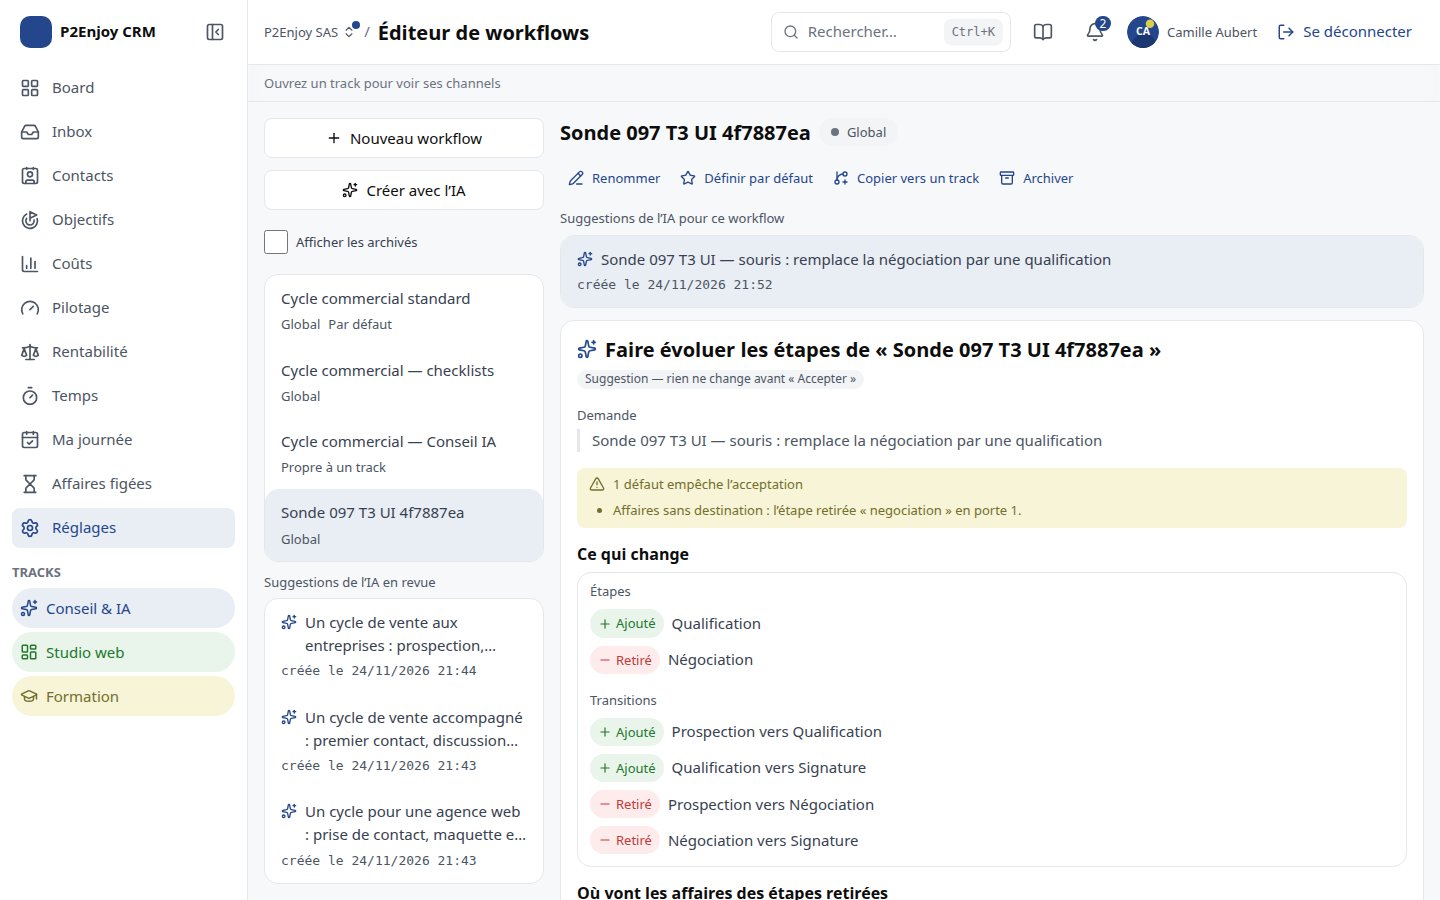 P2Enjoy CRM
Board
Inbox
Contacts
Objectifs
Coûts
Pilotage
Rentabilité
Temps
Ma journée
Affaires figées
Réglages
TRACKS
Conseil & IA
Studio web
Formation
P2Enjoy SAS / Éditeur de workflows
Rechercher... Ctrl+K
2
CA Camille Aubert
Se déconnecter
Ouvrez un track pour voir ses channels
Nouveau workflow
Créer avec l’IA
Afficher les archivés
Cycle commercial standard
Global Par défaut
Cycle commercial — checklists
Global
Cycle commercial — Conseil IA
Propre à un track
Sonde 097 T3 UI 4f7887ea
Global
Suggestions de l’IA en revue
Un cycle de vente aux
entreprises : prospection,...
créée le 24/11/2026 21:44
Un cycle de vente accompagné
: premier contact, discussion...
créée le 24/11/2026 21:43
Un cycle pour une agence web
: prise de contact, maquette e...
créée le 24/11/2026 21:43
Sonde 097 T3 UI 4f7887ea Global
Renommer Définir par défaut Copier vers un track Archiver
Suggestions de l’IA pour ce workflow
Sonde 097 T3 UI — souris : remplace la négociation par une qualification
créée le 24/11/2026 21:52
Faire évoluer les étapes de « Sonde 097 T3 UI 4f7887ea »
Suggestion — rien ne change avant « Accepter »
Demande
Sonde 097 T3 UI — souris : remplace la négociation par une qualification
1 défaut empêche l’acceptation
Affaires sans destination : l’étape retirée « negociation » en porte 1.
Ce qui change
Étapes
Ajouté Qualification
Retiré Négociation
Transitions
Ajouté Prospection vers Qualification
Ajouté Qualification vers Signature
Retiré Prospection vers Négociation
Retiré Négociation vers Signature
Où vont les affaires des étapes retirées